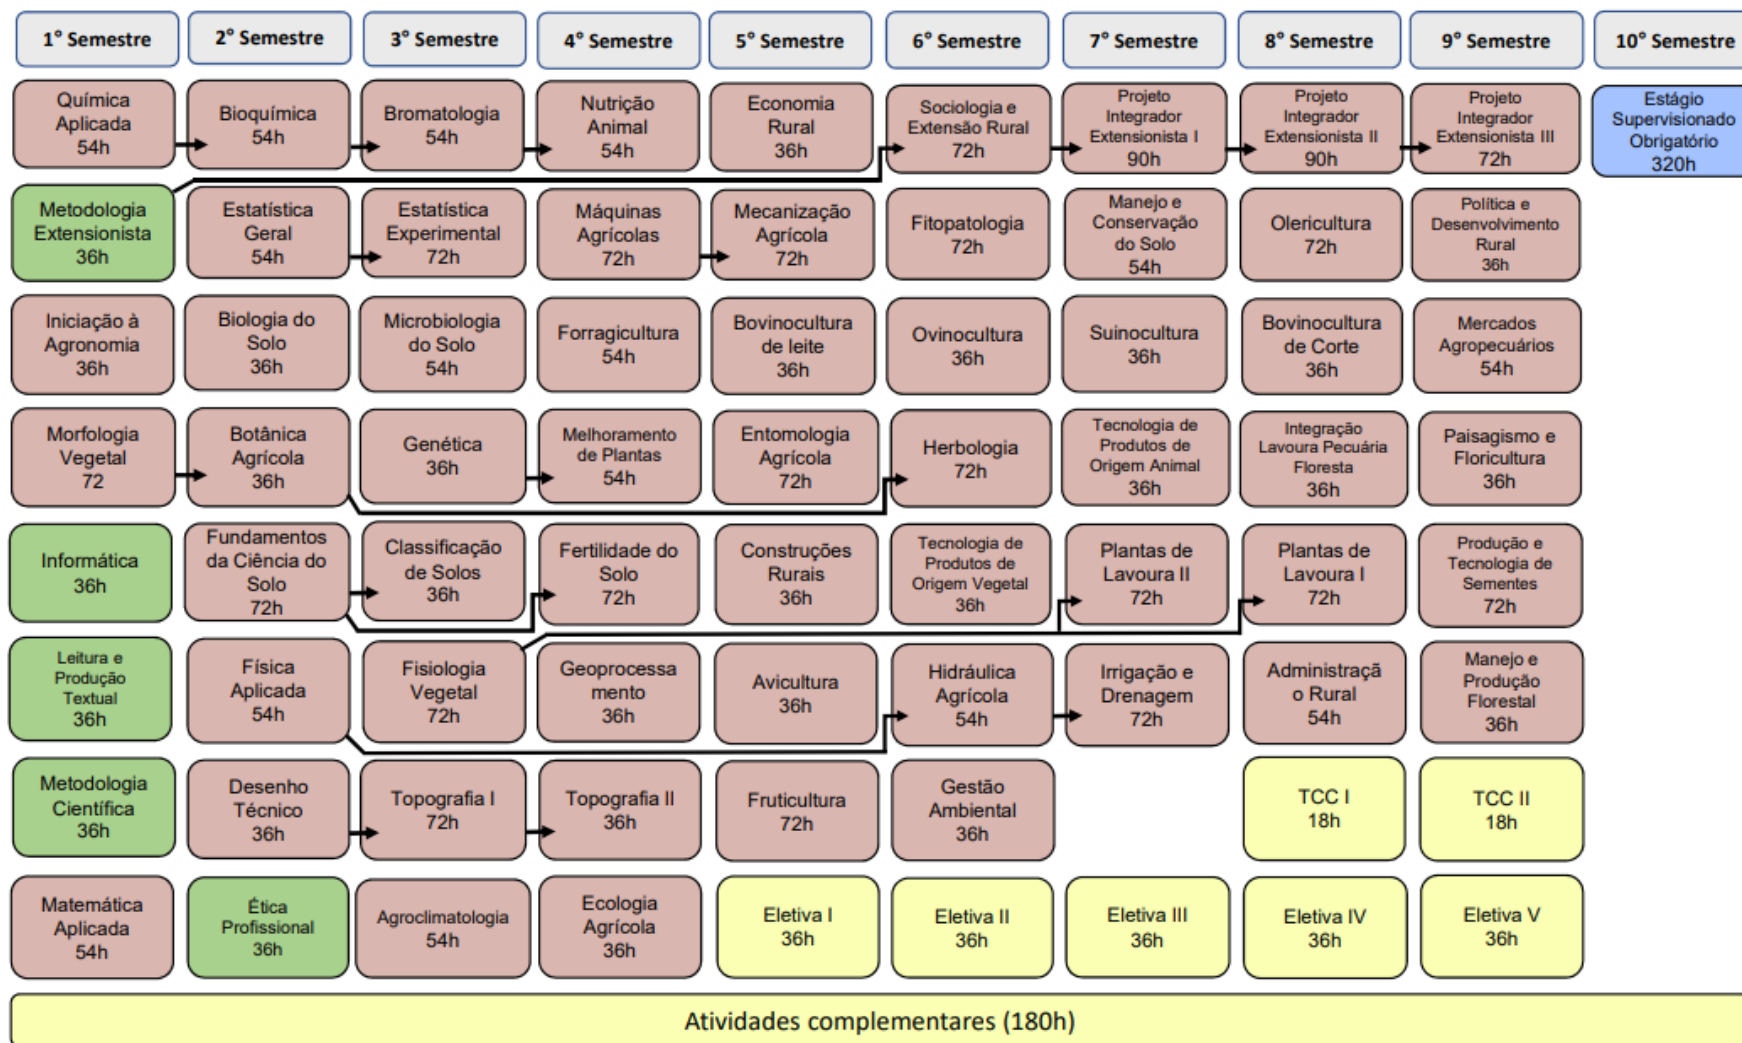 1° Semestre
2° Semestre
3° Semestre
4° Semestre
5° Semestre
6° Semestre
7° Semestre
8° Semestre
9° Semestre
10° Semestre
Química
Aplicada
54h
Bioquímica
54h
Bromatologia
54h
Nutrição
Animal
54h
Economia
Rural
36h
Sociologia e
Extensão Rural
72h
Projeto
Integrador
Extensionista I
90h
Projeto
Integrador
Extensionista II
90h
Projeto
Integrador
Extensionista III
72h
Estágio
Supervisionado
Obrigatório
320h
Metodologia
Extensionista
36h
Estatística
Geral
54h
Estatística
Experimental
72h
Máquinas
Agrícolas
72h
Mecanização
Agrícola
72h
Fitopatologia
72h
Manejo e
Conservação
do Solo
54h
Olericultura
72h
Política e
Desenvolvimento
Rural
36h
Iniciação à
Agronomia
36h
Biologia do
Solo
36h
Microbiologia
do Solo
54h
Forragicultura
54h
Bovinocultura
de leite
36h
Ovinocultura
36h
Suinocultura
36h
Bovinocultura
de Corte
36h
Mercados
Agropecuários
54h
Morfologia
Vegetal
72
Botânica
Agrícola
36h
Genética
36h
Melhoramento
de Plantas
54h
Entomologia
Agrícola
72h
Herbologia
72h
Tecnologia de
Produtos de
Origem Animal
36h
Integração
Lavoura Pecuária
Floresta
36h
Paisagismo e
Floricultura
36h
Informática
36h
Fundamentos
da Ciência do
Solo
72h
Classificação
de Solos
36h
Fertilidade do
Solo
72h
Construções
Rurais
36h
Tecnologia de
Produtos de
Origem Vegetal
36h
Plantas de
Lavoura II
72h
Plantas de
Lavoura I
72h
Produção e
Tecnologia de
Sementes
72h
Leitura e
Produção
Textual
36h
Física
Aplicada
54h
Fisiologia
Vegetal
72h
Geoprocessa
mento
36h
Avicultura
36h
Hidráulica
Agrícola
54h
Irrigação e
Drenagem
72h
Administraçã
o Rural
54h
Manejo e
Produção
Florestal
36h
Metodologia
Científica
36h
Desenho
Técnico
36h
Topografia I
72h
Topografia II
36h
Fruticultura
72h
Gestão
Ambiental
36h
TCC I
18h
TCC II
18h
Matemática
Aplicada
54h
Ética
Profissional
36h
Agroclimatologia
54h
Ecologia
Agrícola
36h
Eletiva I
36h
Eletiva II
36h
Eletiva III
36h
Eletiva IV
36h
Eletiva V
36h
Atividades complementares (180h)